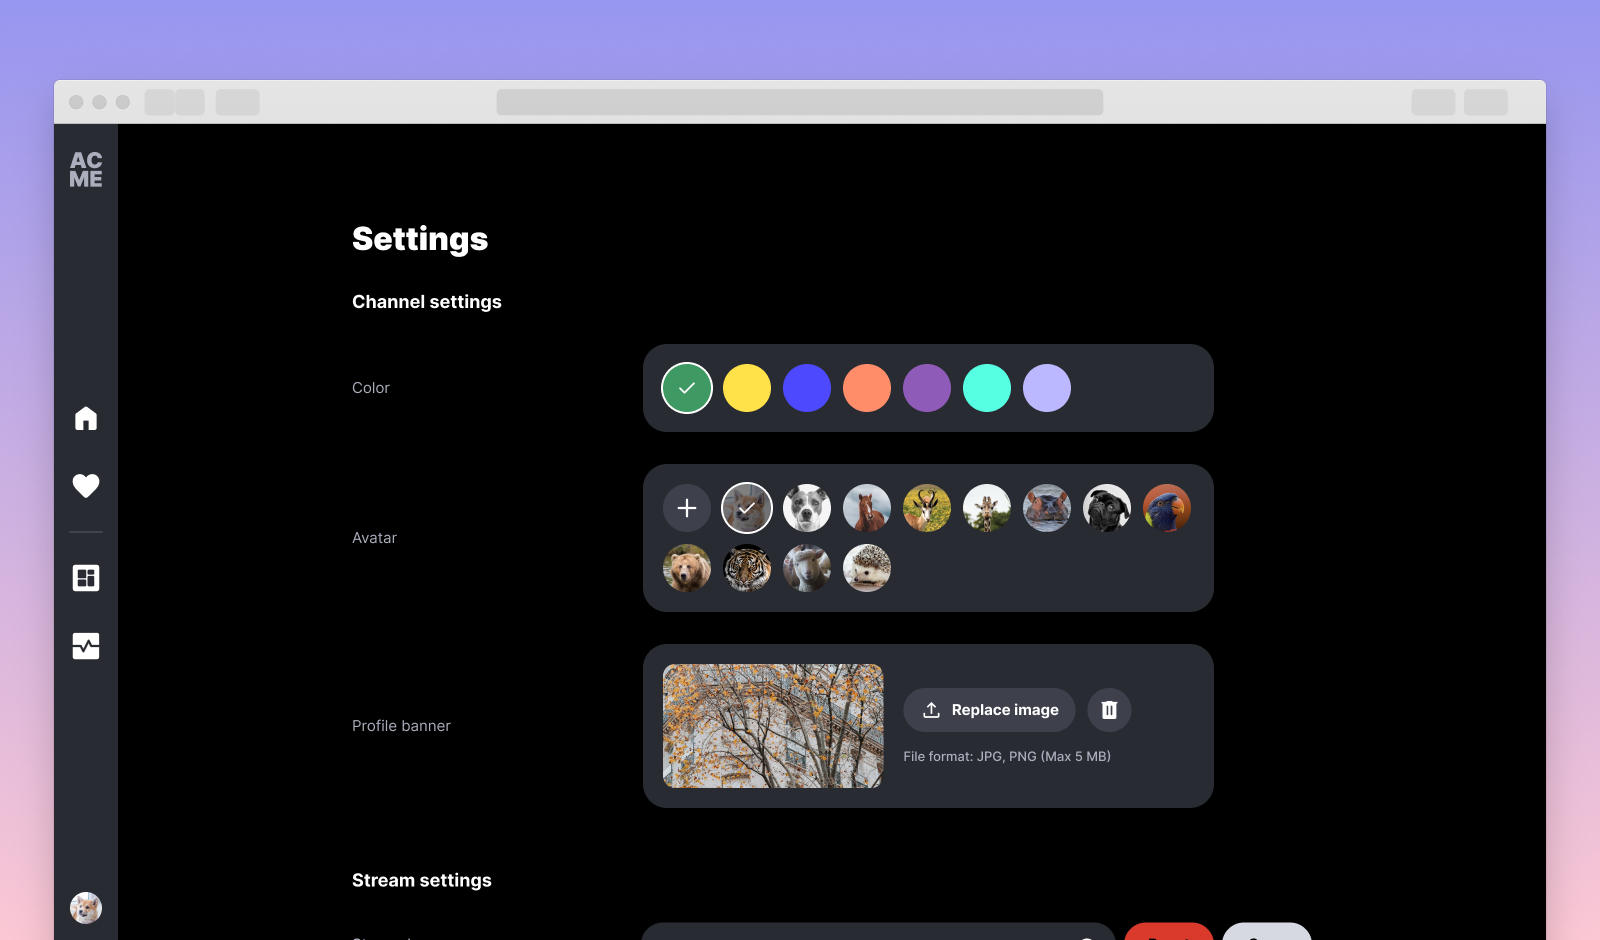 AC
ME
Settings
Channel settings
Color
Avatar
Profile banner
Replace image
File format: JPG, PNG (Max 5 MB)
Stream settings